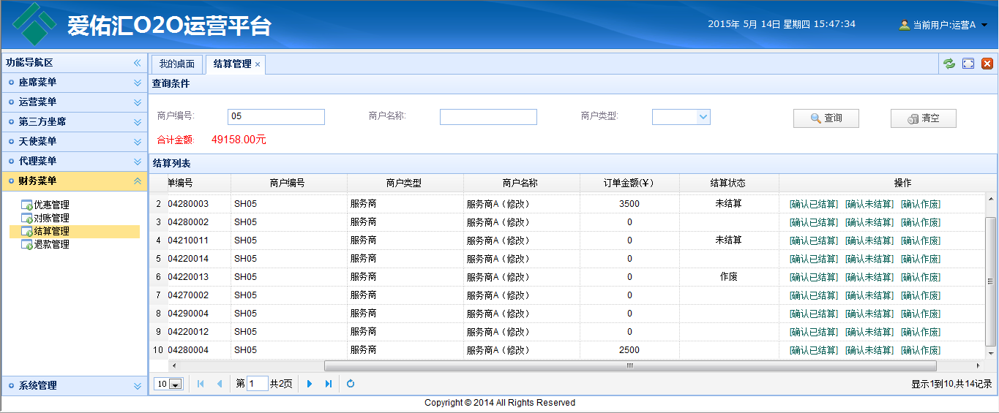 爱佑汇O2O运营平台
2015年 5月 14日 星期四 15:47:34 当前用户:运营A
功能导航区
座席菜单
运营菜单
第三方坐席
天使菜单
代理菜单
财务菜单
优惠管理
对账管理
结算管理
退款管理
系统管理
我的桌面 结算管理
查询条件
商户编号: 05 商户名称: 商户类型: 查询 清空
合计金额: 49158.00元
结算列表
单编号 商户编号 商户类型 商户名称 订单金额(¥) 结算状态 操作
2 04280003 SH05 服务商 服务商A（修改） 3500 未结算 [确认已结算] [确认未结算] [确认作废]
3 04280002 SH05 服务商 服务商A（修改） 0 [确认已结算] [确认未结算] [确认作废]
4 04210011 SH05 服务商 服务商A（修改） 0 未结算 [确认已结算] [确认未结算] [确认作废]
5 04220014 SH05 服务商 服务商A（修改） 0 [确认已结算] [确认未结算] [确认作废]
6 04220013 SH05 服务商 服务商A（修改） 0 作废 [确认已结算] [确认未结算] [确认作废]
7 04270002 SH05 服务商 服务商A（修改） 0 [确认已结算] [确认未结算] [确认作废]
8 04290004 SH05 服务商 服务商A（修改） 0 [确认已结算] [确认未结算] [确认作废]
9 04220012 SH05 服务商 服务商A（修改） 0 [确认已结算] [确认未结算] [确认作废]
10 04280004 SH05 服务商 服务商A（修改） 2500 [确认已结算] [确认未结算] [确认作废]
10 第 1 共2页 显示1到10,共14记录
Copyright © 2014 All Rights Reserved